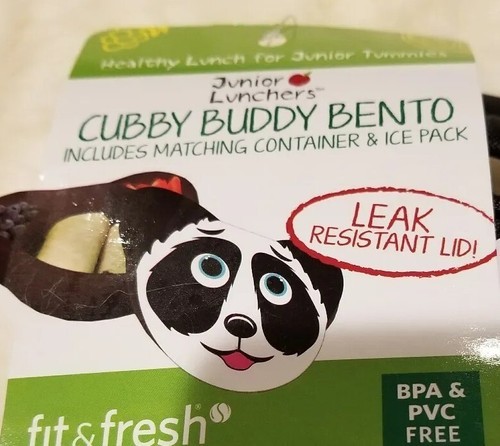 Healthy Lunch for Junior Tummies
Junior
Lunchers™
CUBBY BUDDY BENTO
INCLUDES MATCHING CONTAINER & ICE PACK
LEAK
RESISTANT LID!
fit & fresh®
BPA &
PVC
FREE